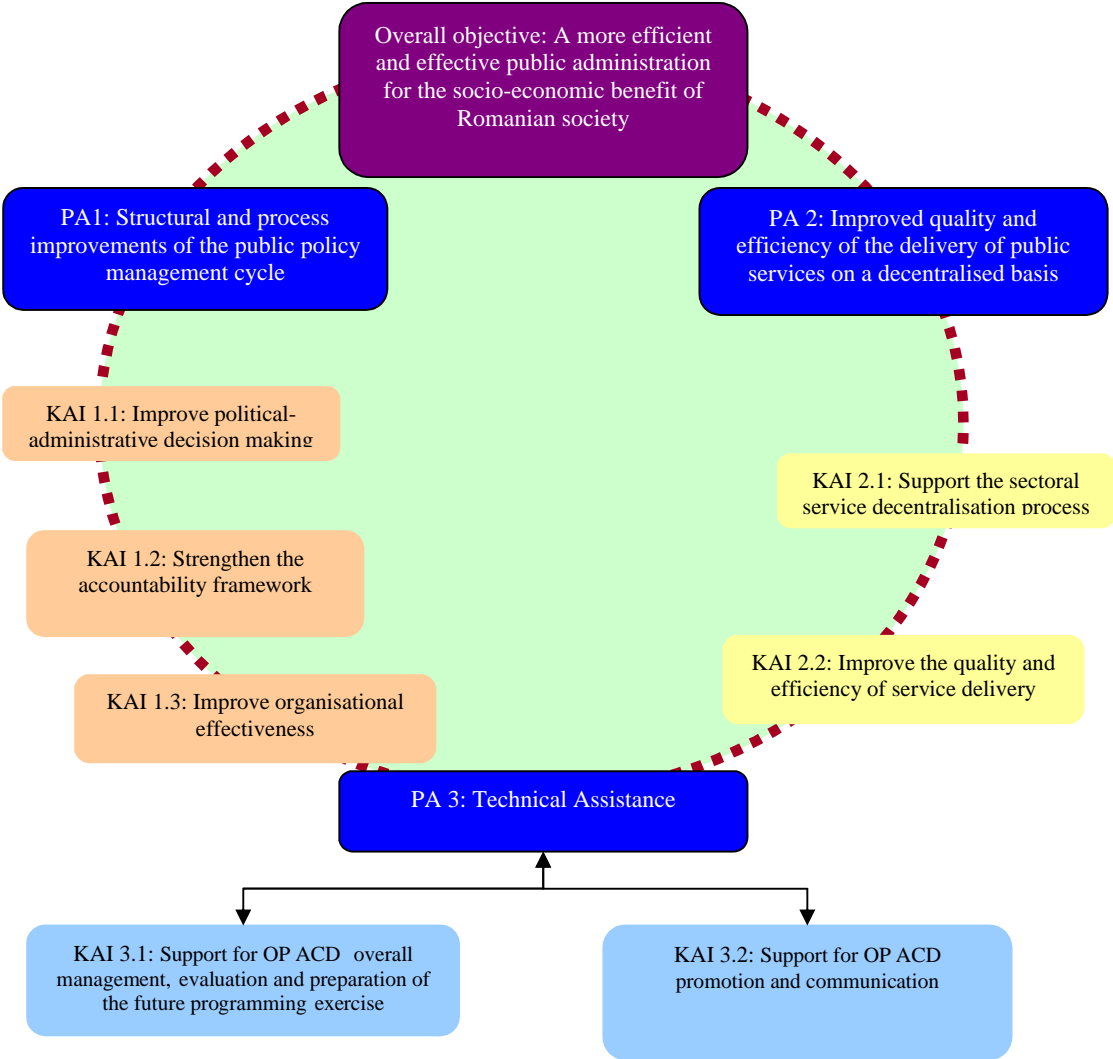 Overall objective: A more efficient
and effective public administration
for the socio-economic benefit of
Romanian society
PA1: Structural and process
improvements of the public policy
management cycle
PA 2: Improved quality and
efficiency of the delivery of public
services on a decentralised basis
KAI 1.1: Improve political-
administrative decision making
KAI 2.1: Support the sectoral
service decentralisation process
KAI 1.2: Strengthen the
accountability framework
KAI 2.2: Improve the quality and
efficiency of service delivery
KAI 1.3: Improve organisational
effectiveness
PA 3: Technical Assistance
KAI 3.1: Support for OP ACD overall
management, evaluation and preparation of
the future programming exercise
KAI 3.2: Support for OP ACD
promotion and communication